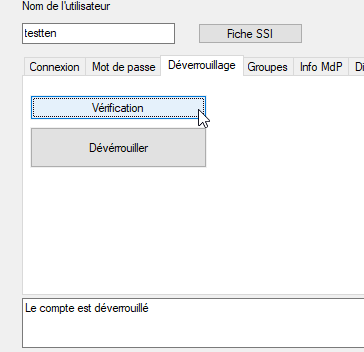 Nom de l'utilisateur
testten
Fiche SSI
Connexion
Mot de passe
Déverrouillage
Groupes
Info MdP
Vérification
Dévérrouiller
Le compte est déverrouillé